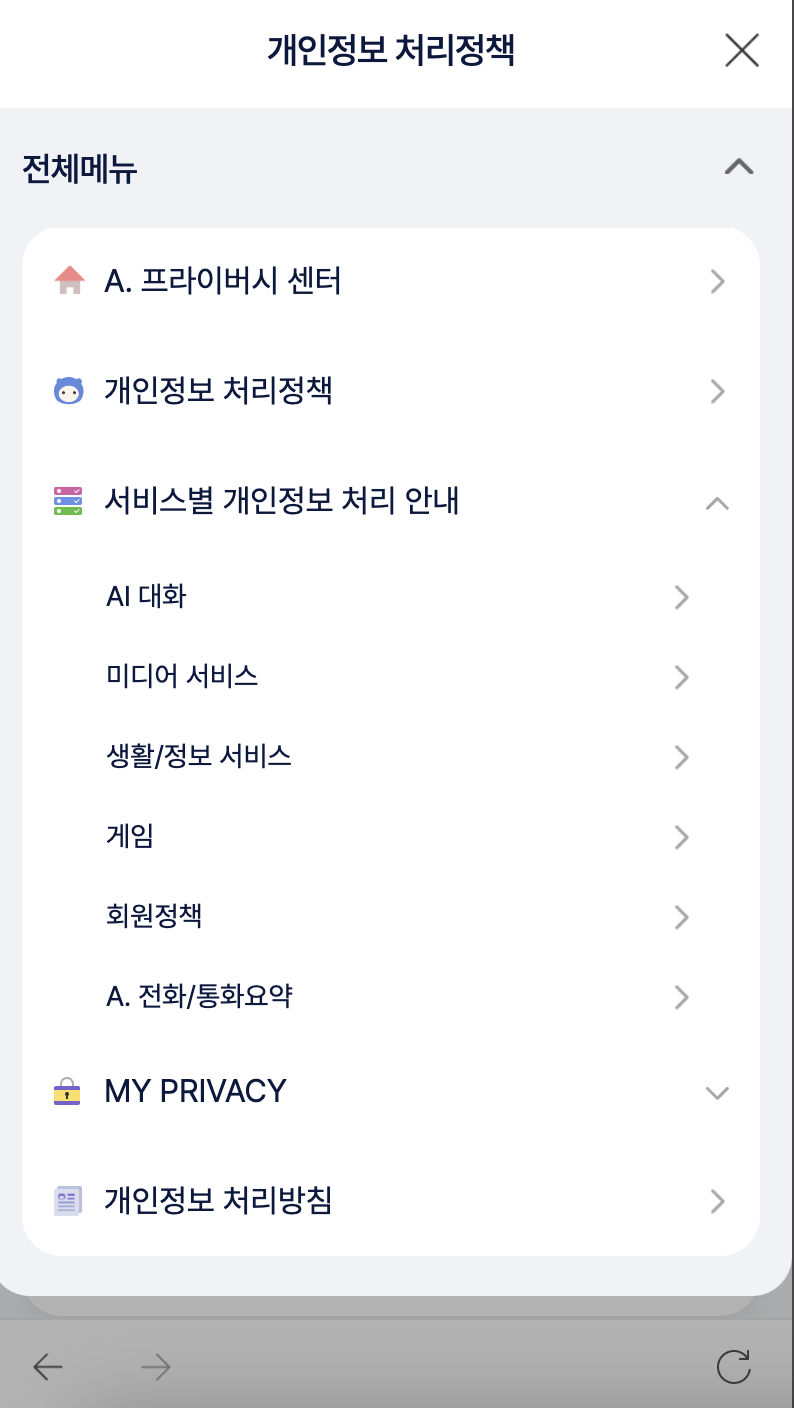 개인정보 처리정책
전체메뉴
A. 프라이버시 센터
개인정보 처리정책
서비스별 개인정보 처리 안내
AI 대화
미디어 서비스
생활/정보 서비스
게임
회원정책
A. 전화/통화요약
MY PRIVACY
개인정보 처리방침